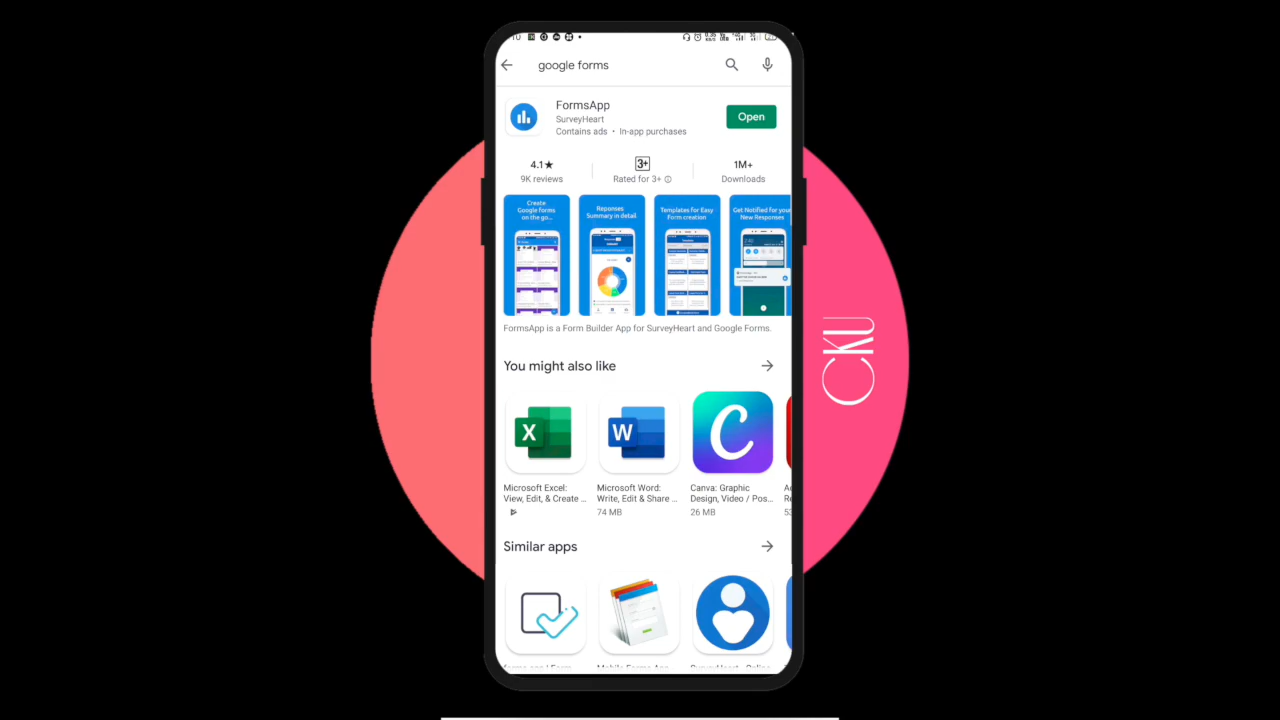 google forms
FormsApp
SurveyHeart
Contains ads • In-app purchases
Open
4.1★
9K reviews
3+
Rated for 3+
1M+
Downloads
Create
Google forms
on the go...
Reponses
Summary in detail
Templates for Easy
Form creation
Get Notified for your
New Responses
FormsApp is a Form Builder App for SurveyHeart and Google Forms.
You might also like
X
W
C
Microsoft Excel:
View, Edit, & Create ...
Microsoft Word:
Write, Edit & Share ...
74 MB
Canva: Graphic
Design, Video / Pos...
26 MB
Similar apps
CKU